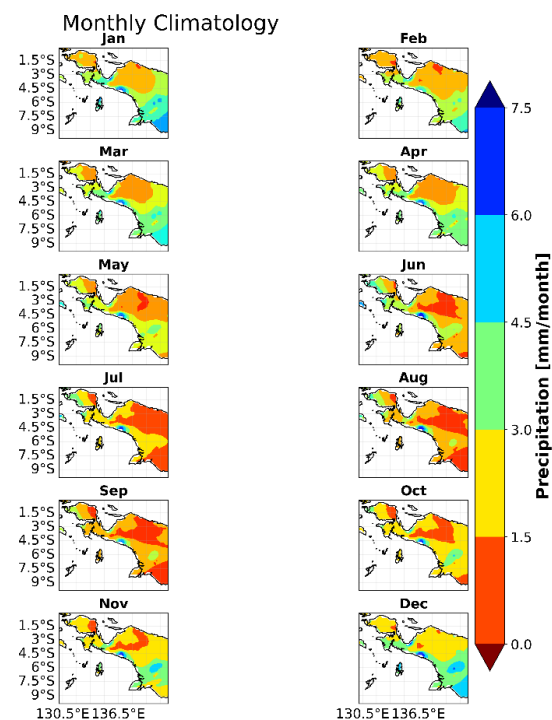 Monthly Climatology
Jan
Feb
1.5°S
3°S
4.5°S
6°S
7.5°S
9°S
Mar
Apr
1.5°S
3°S
4.5°S
6°S
7.5°S
9°S
May
Jun
1.5°S
3°S
4.5°S
6°S
7.5°S
9°S
Jul
Aug
1.5°S
3°S
4.5°S
6°S
7.5°S
9°S
Sep
Oct
1.5°S
3°S
4.5°S
6°S
7.5°S
9°S
Nov
Dec
1.5°S
3°S
4.5°S
6°S
7.5°S
9°S
130.5°E 136.5°E
130.5°E 136.5°E
7.5
6.0
4.5
3.0
1.5
0.0
Precipitation [mm/month]